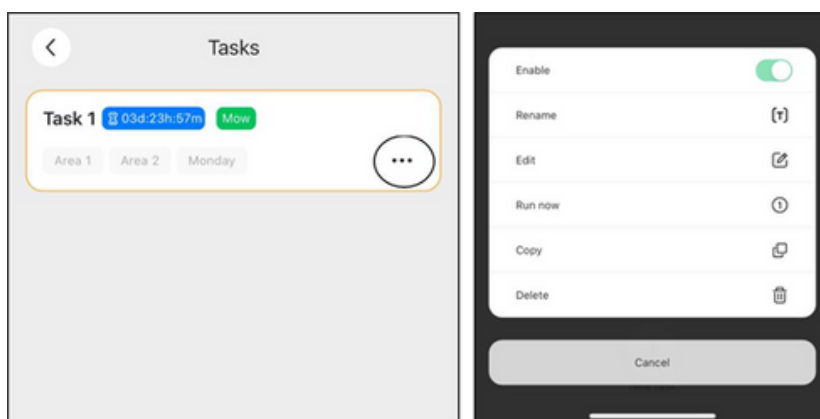 Tasks
Task 1 03d:23h:57m Mow
Area 1 Area 2 Monday
Enable
Rename
[T]
Edit
Run now
1
Copy
Delete
Cancel